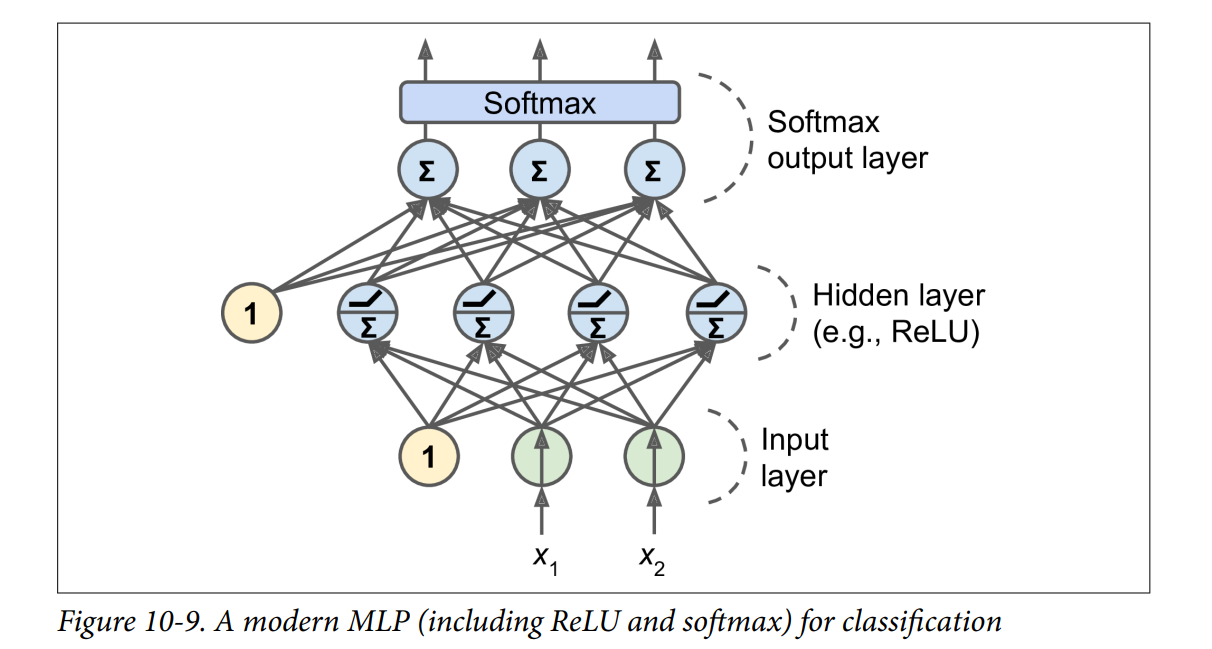 Softmax
Softmax
output layer
Σ Σ Σ
1
Σ Σ Σ Σ
Hidden layer
(e.g., ReLU)
1
Input
layer
x1 x2
Figure 10-9. A modern MLP (including ReLU and softmax) for classification